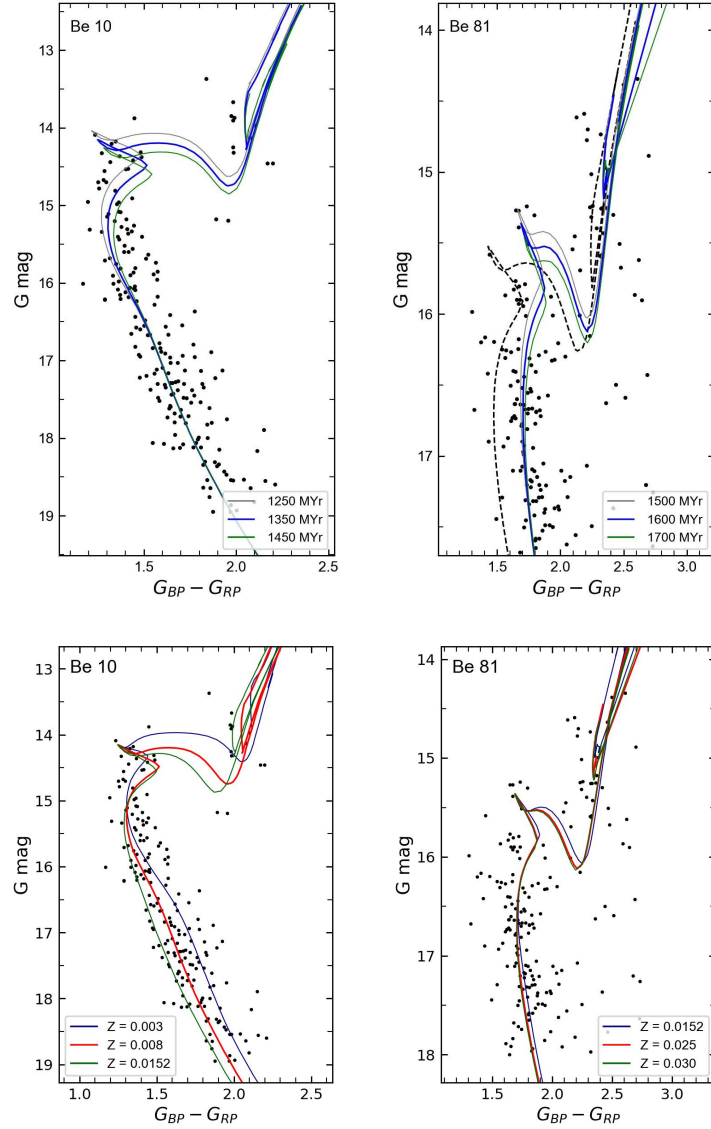 Be 10
13
14
15
16
17
18
19
G mag
1250 MYr
1350 MYr
1450 MYr
1.0
1.5
2.0
2.5
G_BP − G_RP
Be 81
14
15
16
17
G mag
1500 MYr
1600 MYr
1700 MYr
1.5
2.0
2.5
3.0
G_BP − G_RP
Be 10
13
14
15
16
17
18
19
G mag
Z = 0.003
Z = 0.008
Z = 0.0152
1.0
1.5
2.0
2.5
G_BP − G_RP
Be 81
14
15
16
17
18
G mag
Z = 0.0152
Z = 0.025
Z = 0.030
1.5
2.0
2.5
3.0
G_BP − G_RP